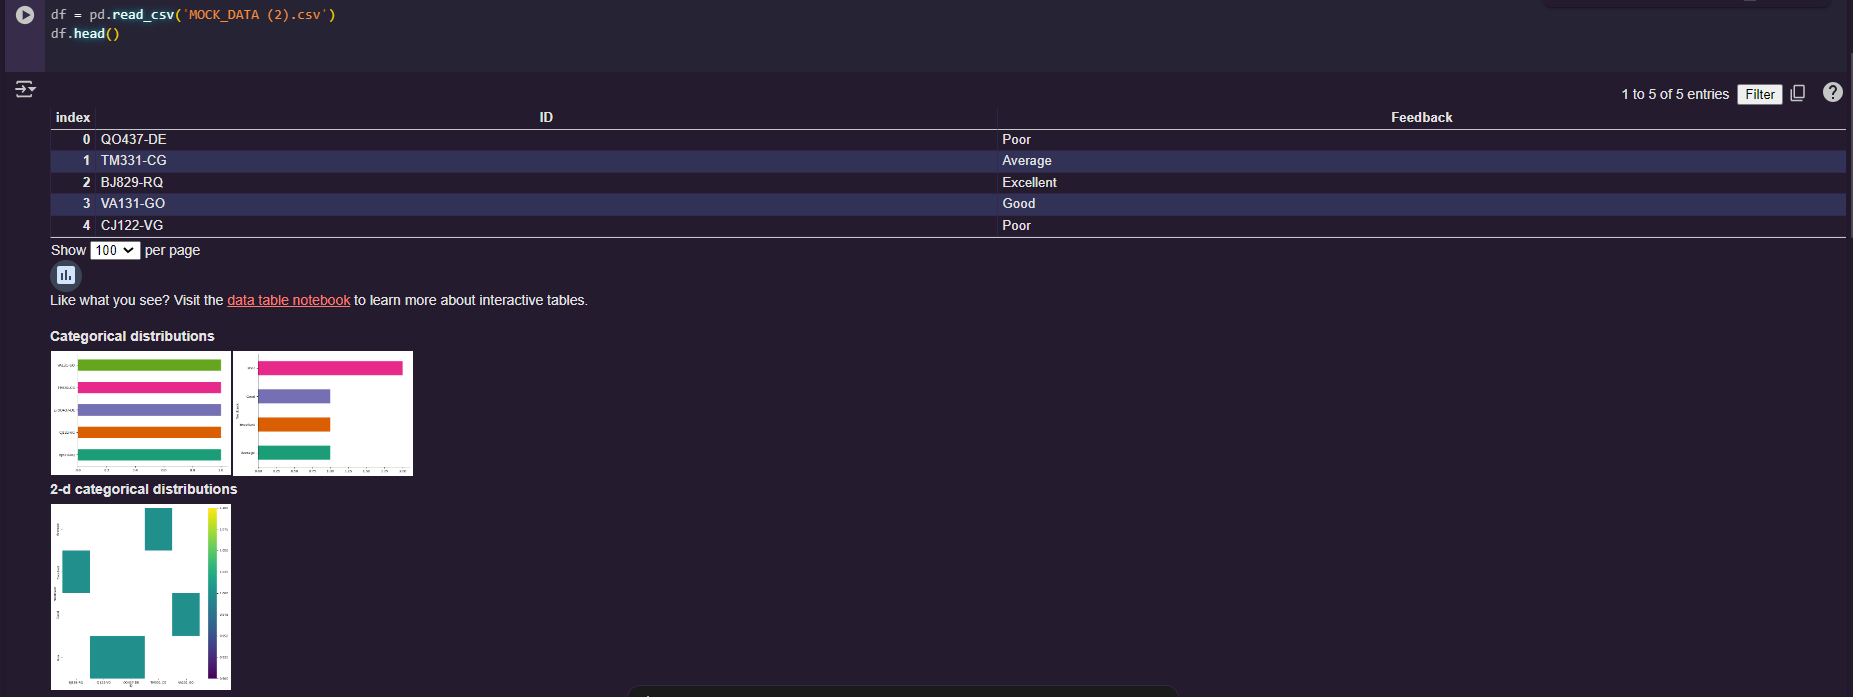 df = pd.read_csv('MOCK_DATA (2).csv')
df.head()
1 to 5 of 5 entries Filter
index ID Feedback
0 QO437-DE Poor
1 TM331-CG Average
2 BJ829-RQ Excellent
3 VA131-GO Good
4 CJ122-VG Poor
Show 100 per page
Like what you see? Visit the data table notebook to learn more about interactive tables.
Categorical distributions
2-d categorical distributions